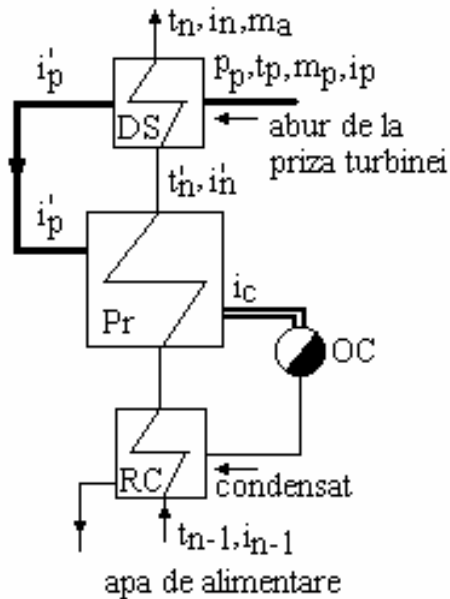 tn, in, ma
i'p
pp,tp,mp,ip
DS
abur de la
priza turbinei
t'n, i'n
i'p
ic
Pr
OC
RC
condensat
tn-1,in-1
apa de alimentare